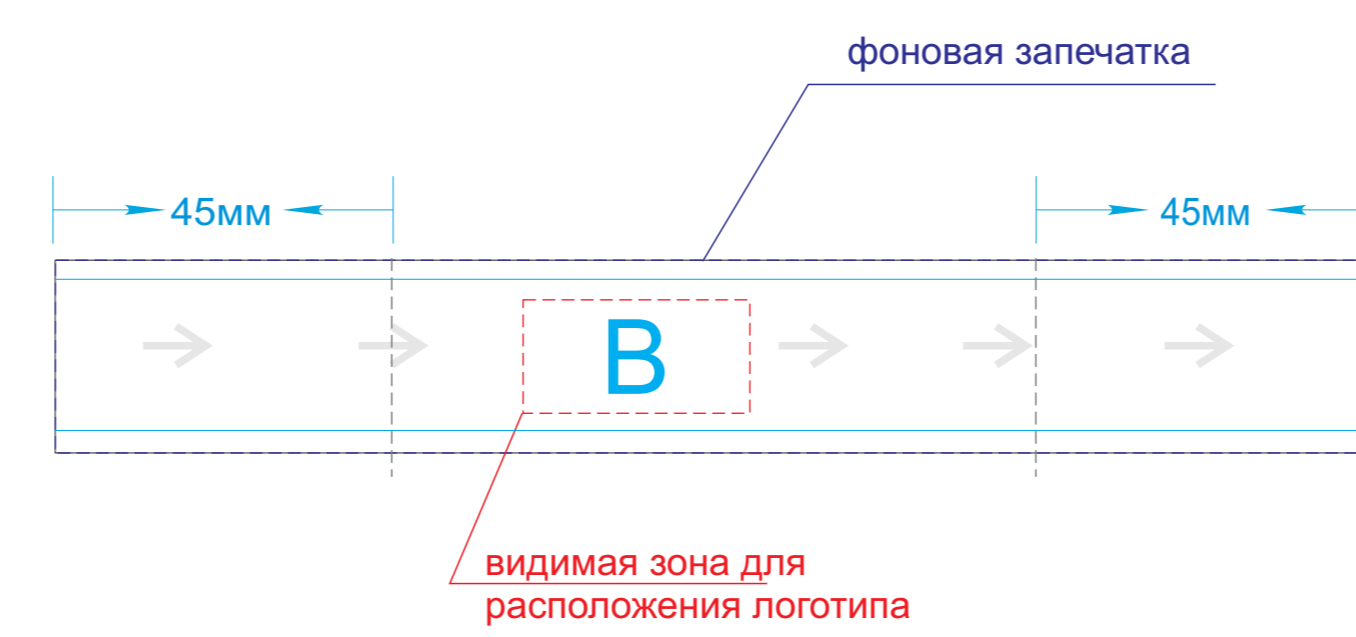 фоновая запечатка
45мм
45мм
В
видимая зона для
расположения логотипа